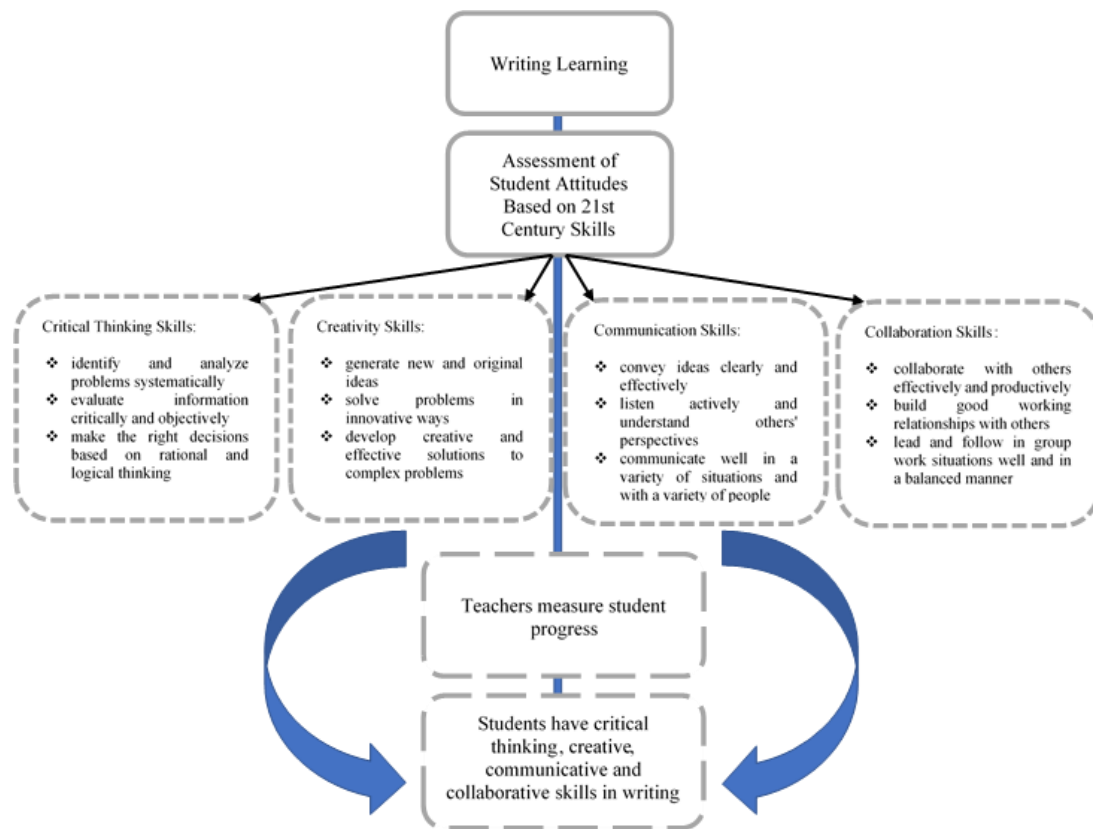 Writing Learning
Assessment of
Student Attitudes
Based on 21st
Century Skills
Critical Thinking Skills:
❖ identify and analyze
problems systematically
❖ evaluate information
critically and objectively
❖ make the right decisions
based on rational and
logical thinking
Creativity Skills:
❖ generate new and original
ideas
❖ solve problems in
innovative ways
❖ develop creative and
effective solutions to
complex problems
Communication Skills:
❖ convey ideas clearly and
effectively
❖ listen actively and
understand others'
perspectives
❖ communicate well in a
variety of situations and
with a variety of people
Collaboration Skills:
❖ collaborate with others
effectively and productively
❖ build good working
relationships with others
❖ lead and follow in group
work situations well and in
a balanced manner
Teachers measure student
progress
Students have critical
thinking, creative,
communicative and
collaborative skills in writing